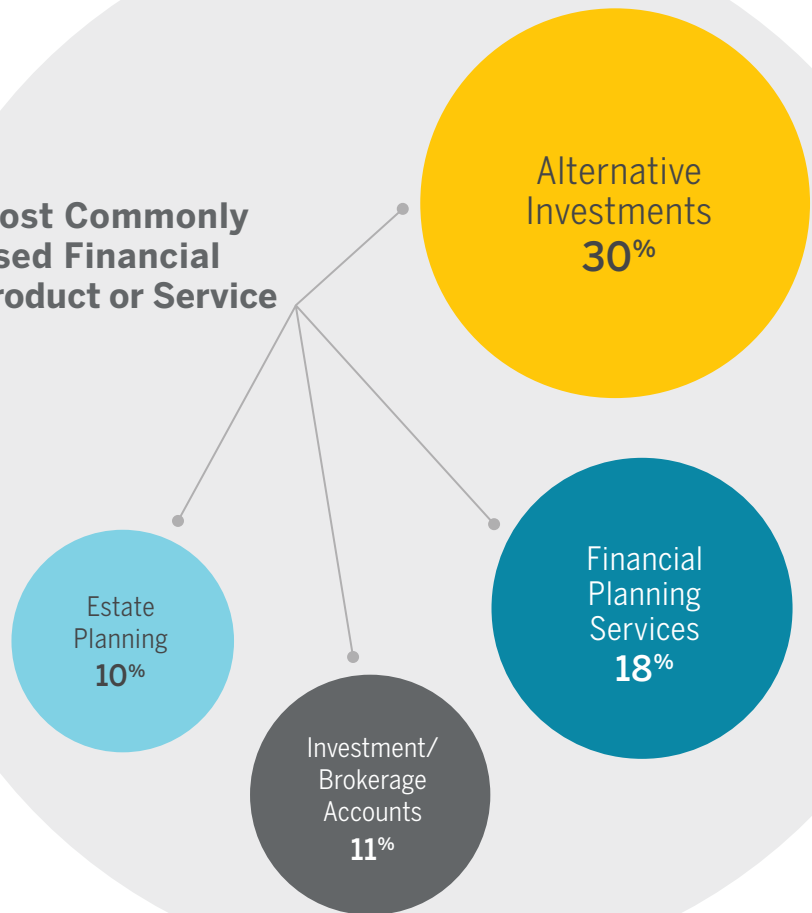 ost Commonly
sed Financial
roduct or Service
Alternative
Investments
30%
Financial
Planning
Services
18%
Estate
Planning
10%
Investment/
Brokerage
Accounts
11%